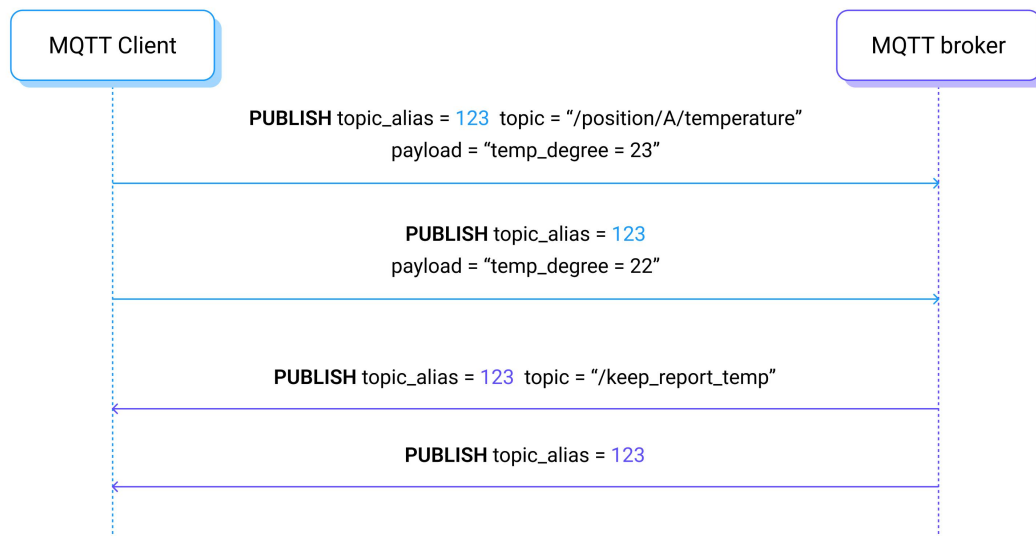 MQTT Client
MQTT broker
PUBLISH topic_alias = 123 topic = “/position/A/temperature”
payload = “temp_degree = 23”
PUBLISH topic_alias = 123
payload = “temp_degree = 22”
PUBLISH topic_alias = 123 topic = “/keep_report_temp”
PUBLISH topic_alias = 123